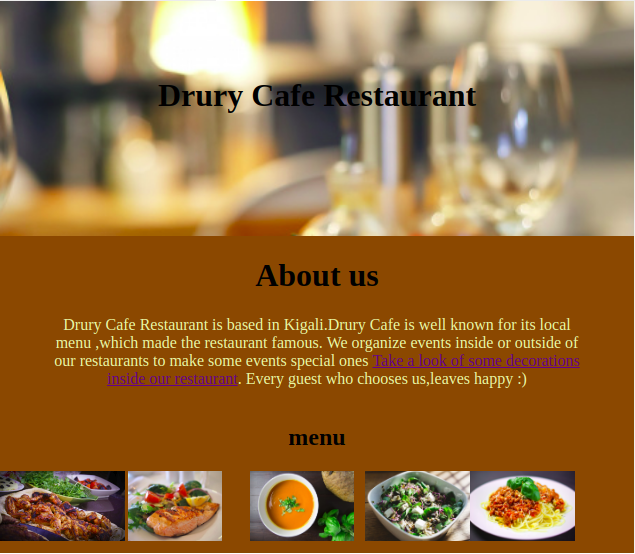 Drury Cafe Restaurant
About us
Drury Cafe Restaurant is based in Kigali.Drury Cafe is well known for its local
menu ,which made the restaurant famous. We organize events inside or outside of
our restaurants to make some events special ones Take a look of some decorations
inside our restaurant. Every guest who chooses us,leaves happy :)
menu